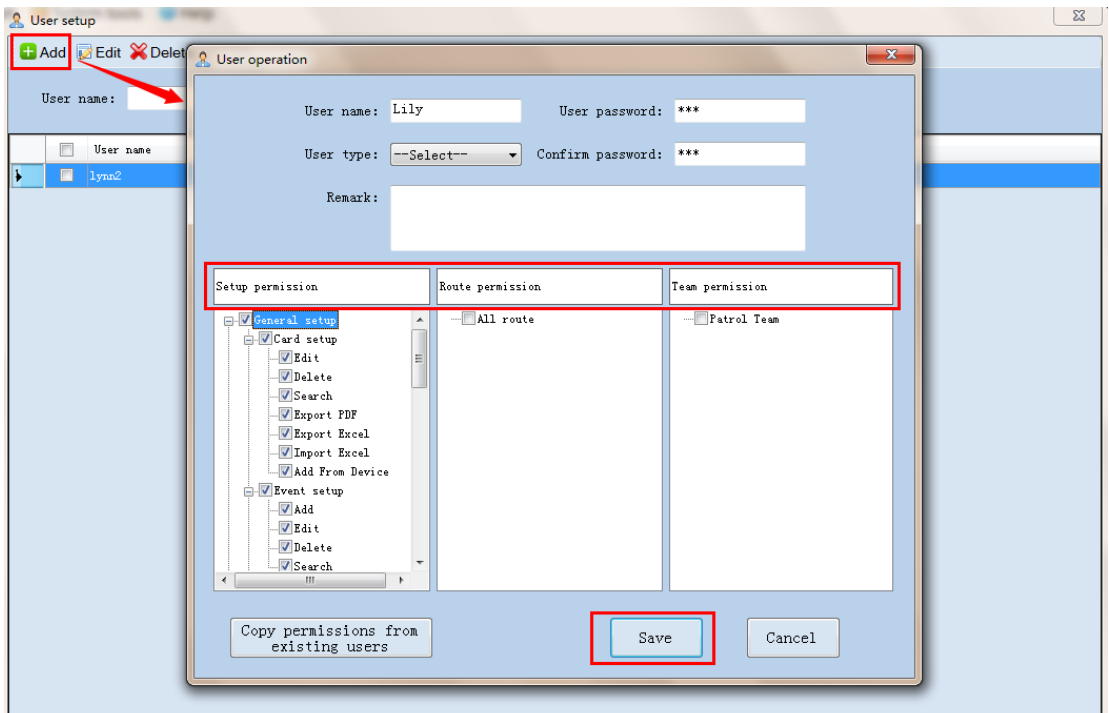 User setup
Add Edit Delet
User operation
User name:
User name: Lily User password: ***
User type: --Select-- Confirm password: ***
Remark:
User name
lynn2
Setup permission Route permission Team permission
General setup All route Patrol Team
Card setup
Edit
Delete
Search
Export PDF
Export Excel
Import Excel
Add From Device
Event setup
Add
Edit
Delete
Search
Copy permissions from
existing users
Save Cancel